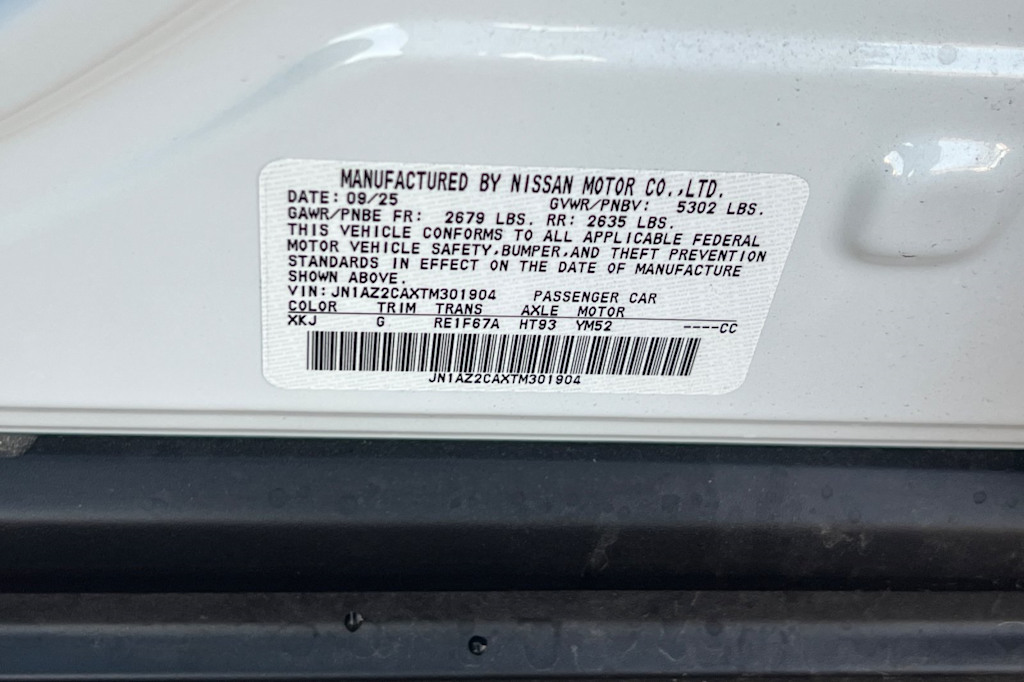 MANUFACTURED BY NISSAN MOTOR CO.,LTD.
DATE: 09/25 GVWR/PNBV: 5302 LBS.
GAWR/PNBE FR: 2679 LBS. RR: 2635 LBS.
THIS VEHICLE CONFORMS TO ALL APPLICABLE FEDERAL
MOTOR VEHICLE SAFETY,BUMPER,AND THEFT PREVENTION
STANDARDS IN EFFECT ON THE DATE OF MANUFACTURE
SHOWN ABOVE.
VIN:JN1AZ2CAXTM301904 PASSENGER CAR
COLOR TRIM TRANS AXLE MOTOR
XKJ G RE1F67A HT93 YM52 ----CC
JN1AZ2CAXTM301904